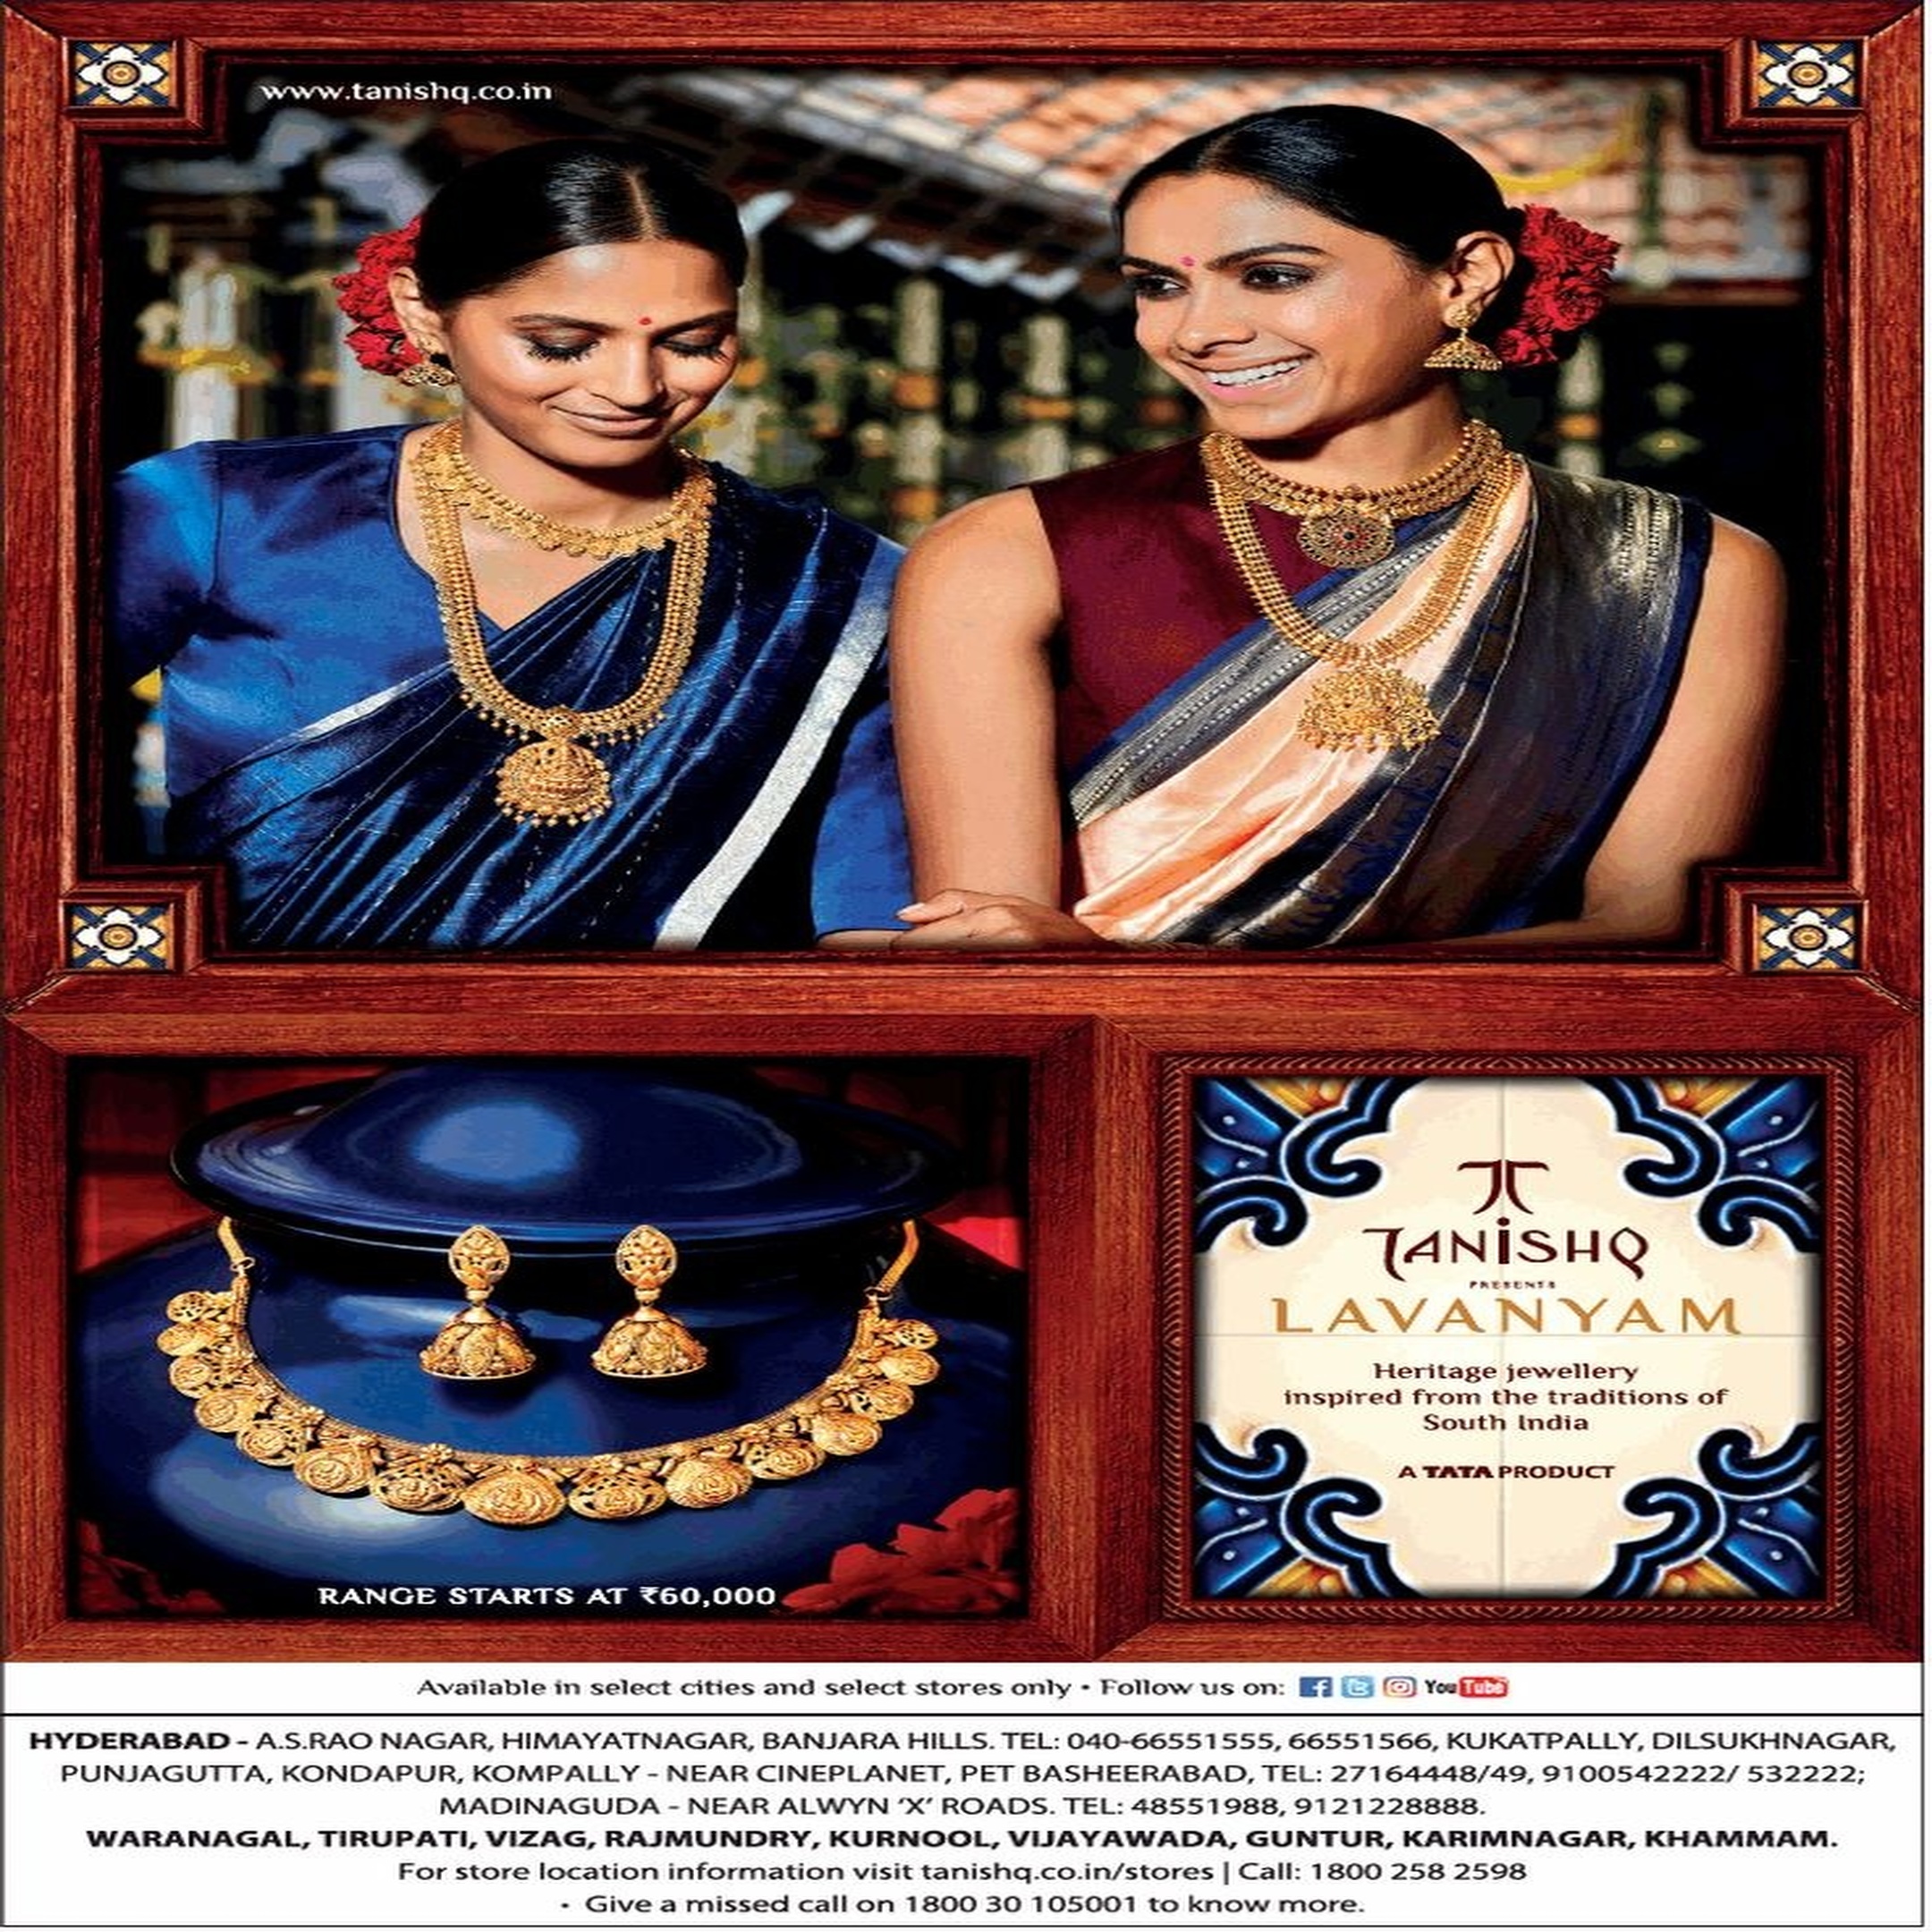 www.tanishq.co.in
TANISHQ
PRESENTS
LAVANYAM
Heritage jewellery
inspired from the traditions of
South India
A TATA PRODUCT
RANGE STARTS AT ₹60,000
Available in select cities and select stores only • Follow us on: f t YouTube
HYDERABAD - A.S.RAO NAGAR, HIMAYATNAGAR, BANJARA HILLS. TEL: 040-66551555, 66551566, KUKATPALLY, DILSUKHNAGAR,
PUNJAGUTTA, KONDAPUR, KOMPALLY - NEAR CINEPLANET, PET BASHEERABAD, TEL: 27164448/49, 9100542222/ 532222;
MADINAGUDA - NEAR ALWYN ‘X’ ROADS. TEL: 48551988, 9121228888.
WARANAGAL, TIRUPATI, VIZAG, RAJMUNDRY, KURNOOL, VIJAYAWADA, GUNTUR, KARIMNAGAR, KHAMMAM.
For store location information visit tanishq.co.in/stores | Call: 1800 258 2598
• Give a missed call on 1800 30 105001 to know more.